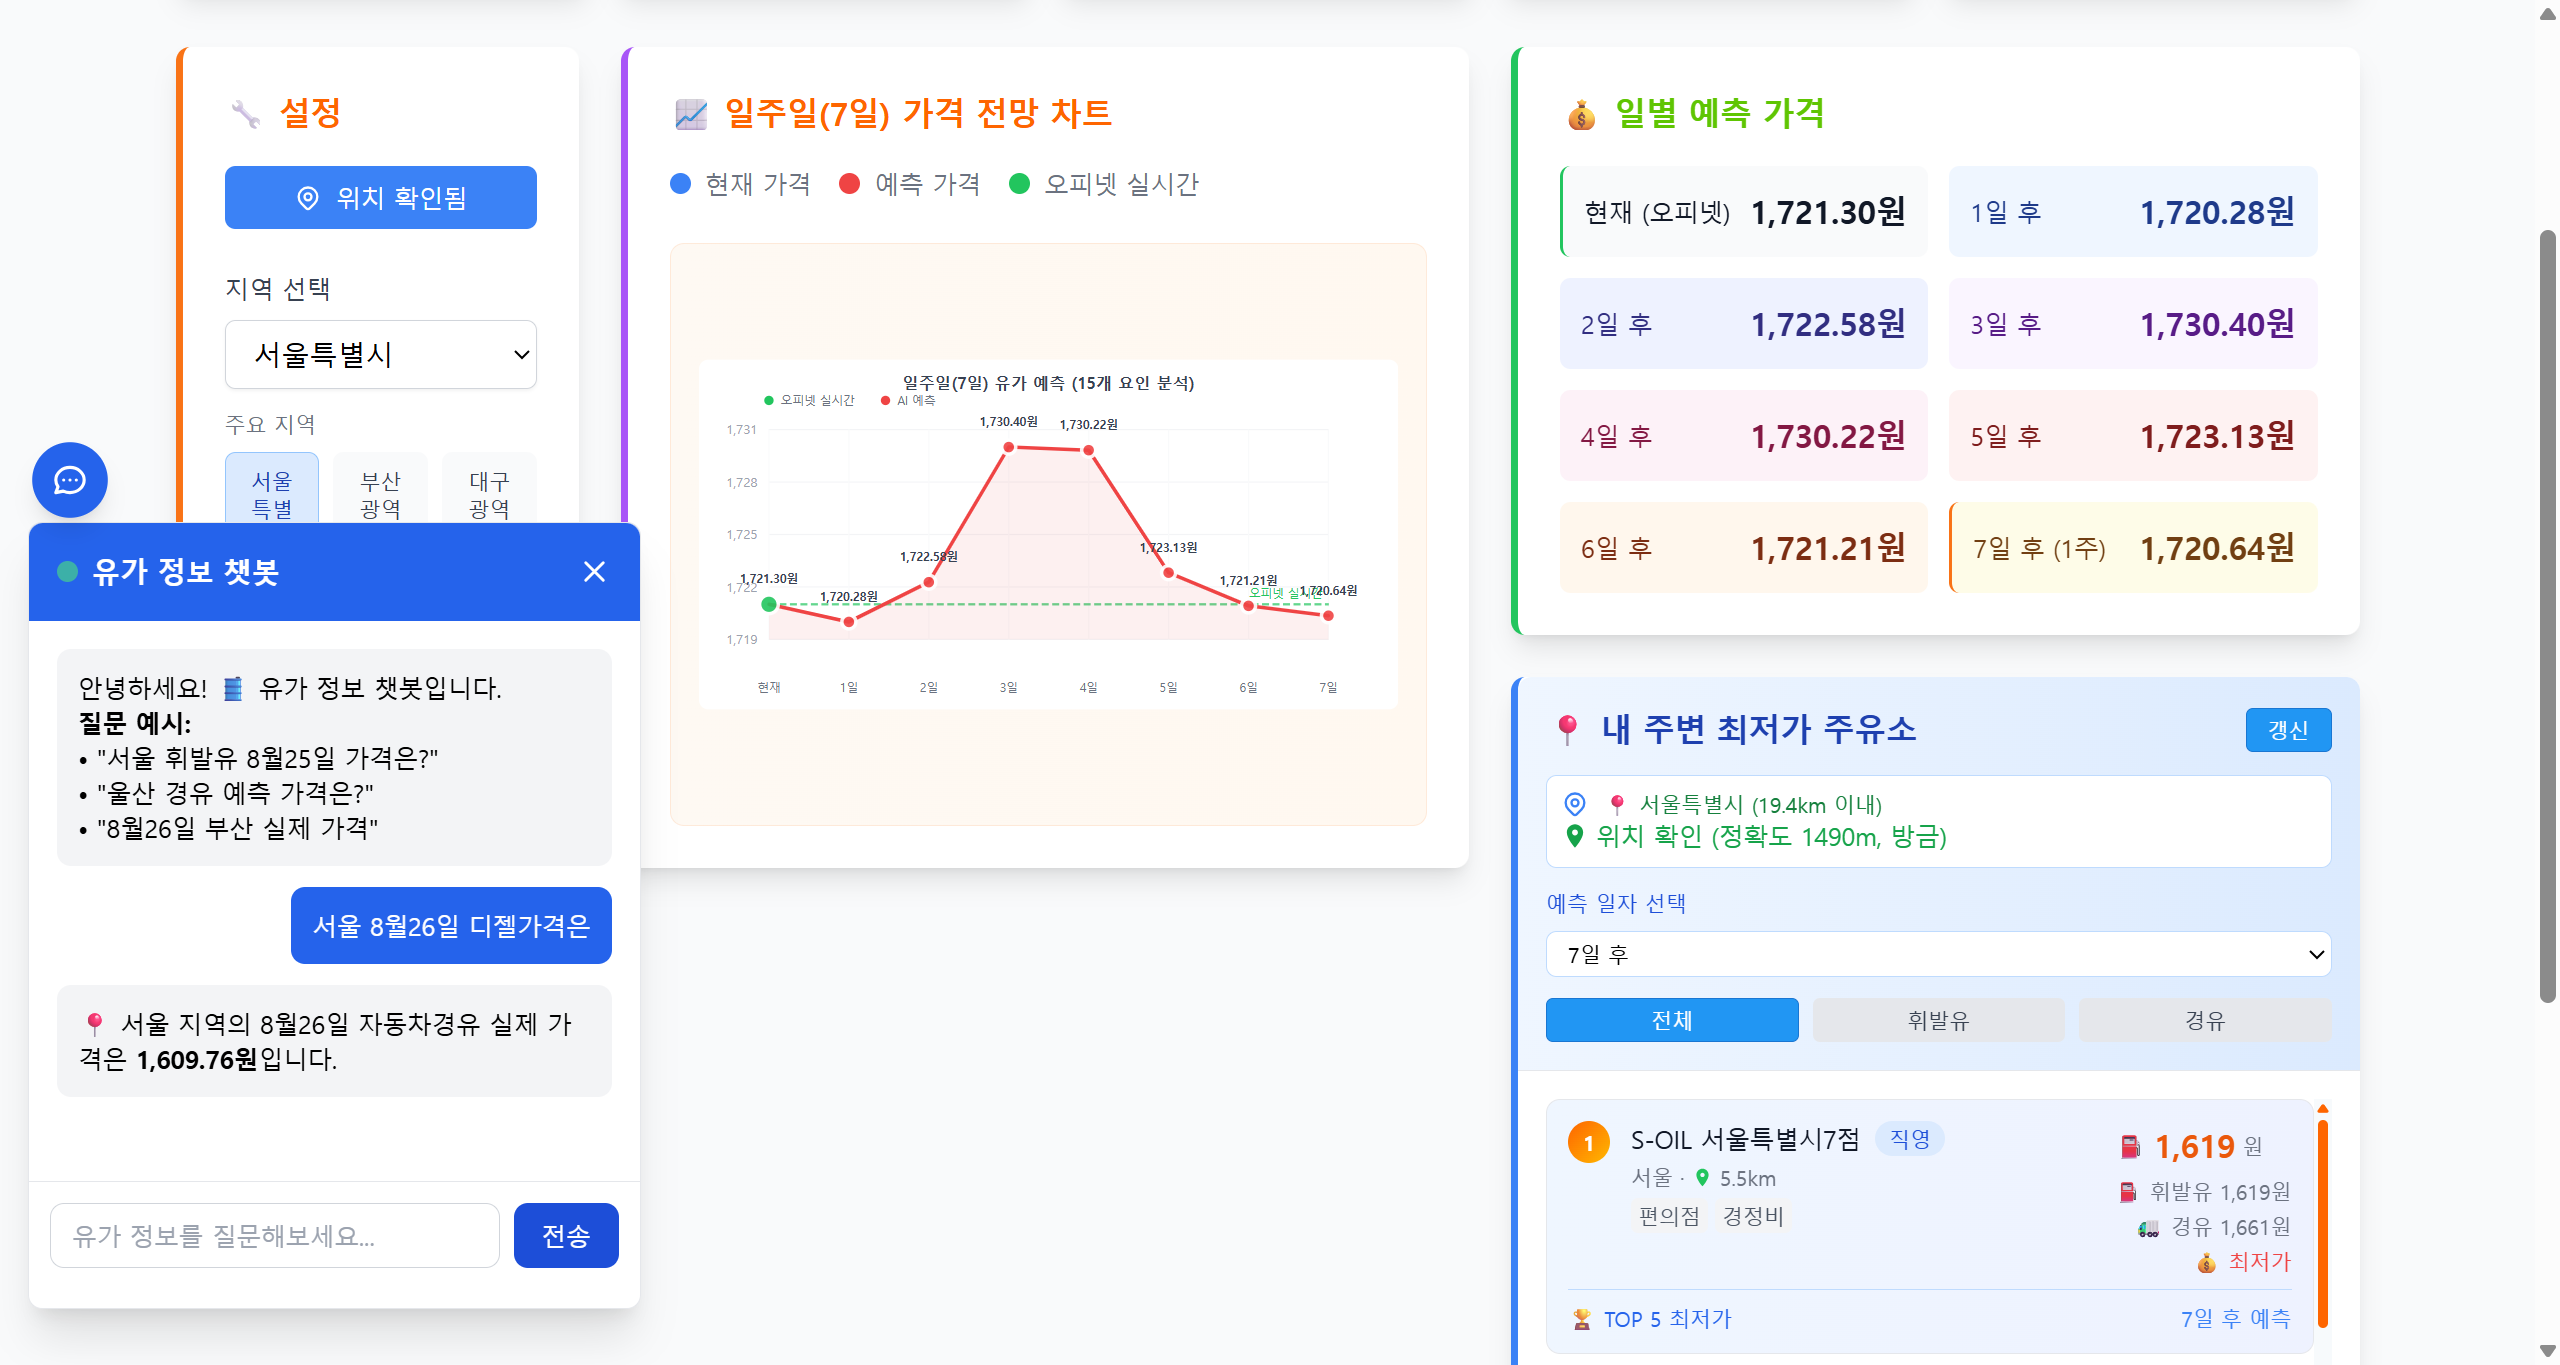 설정
위치 확인됨
지역 선택
서울특별시
주요 지역
서울
특별
부산
광역
대구
광역
일주일(7일) 가격 전망 차트
현재 가격
예측 가격
오피넷 실시간
일주일(7일) 유가 예측 (15개 요인 분석)
오피넷 실시간
AI 예측
1,731
1,728
1,725
1,722
1,719
1,721.30원
1,720.28원
1,722.58원
1,730.40원
1,730.22원
1,723.13원
1,721.21원
1,720.64원
오피넷 실시간
현재
1일
2일
3일
4일
5일
6일
7일
일별 예측 가격
현재 (오피넷) 1,721.30원
1일 후 1,720.28원
2일 후 1,722.58원
3일 후 1,730.40원
4일 후 1,730.22원
5일 후 1,723.13원
6일 후 1,721.21원
7일 후 (1주) 1,720.64원
내 주변 최저가 주유소
갱신
서울특별시 (19.4km 이내)
위치 확인 (정확도 1490m, 방금)
예측 일자 선택
7일 후
전체
휘발유
경유
1
S-OIL 서울특별시7점 직영
서울 · 5.5km
편의점 경정비
1,619 원
휘발유 1,619원
경유 1,661원
최저가
TOP 5 최저가
7일 후 예측
유가 정보 챗봇
안녕하세요! 유가 정보 챗봇입니다.
질문 예시:
• "서울 휘발유 8월25일 가격은?"
• "울산 경유 예측 가격은?"
• "8월26일 부산 실제 가격"
서울 8월26일 디젤가격은
서울 지역의 8월26일 자동차경유 실제 가
격은 1,609.76원입니다.
유가 정보를 질문해보세요...
전송